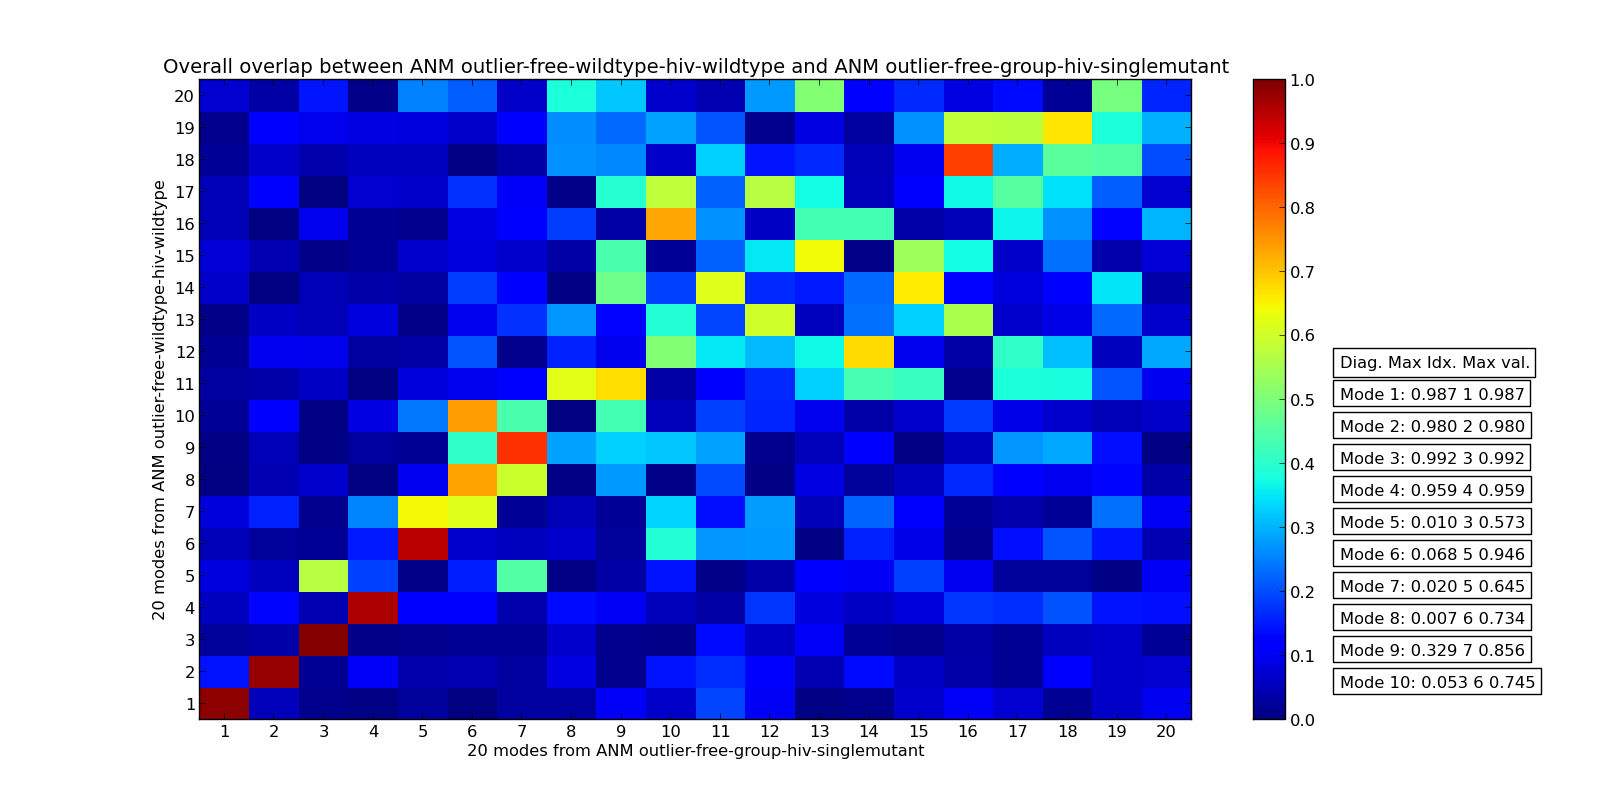 Overall overlap between ANM outlier-free-wildtype-hiv-wildtype and ANM outlier-free-group-hiv-singlemutant
20 modes from ANM outlier-free-wildtype-hiv-wildtype
20
19
18
17
16
15
14
13
12
11
10
9
8
7
6
5
4
3
2
1
1 2 3 4 5 6 7 8 9 10 11 12 13 14 15 16 17 18 19 20
20 modes from ANM outlier-free-group-hiv-singlemutant
1.0
0.9
0.8
0.7
0.6
0.5
0.4
0.3
0.2
0.1
0.0
Diag. Max Idx. Max val.
Mode 1: 0.987 1 0.987
Mode 2: 0.980 2 0.980
Mode 3: 0.992 3 0.992
Mode 4: 0.959 4 0.959
Mode 5: 0.010 3 0.573
Mode 6: 0.068 5 0.946
Mode 7: 0.020 5 0.645
Mode 8: 0.007 6 0.734
Mode 9: 0.329 7 0.856
Mode 10: 0.053 6 0.745